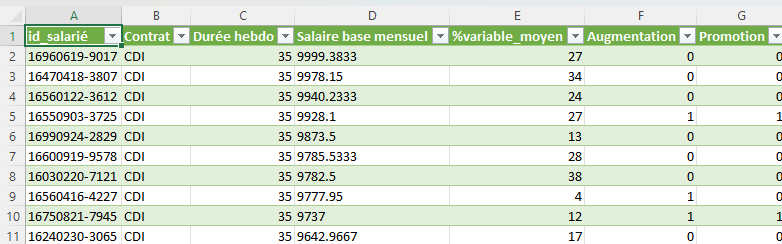 A B C D E F G
1 id_salarié Contrat Durée hebdo Salaire base mensuel %variable_moyen Augmentation Promotion
2 16960619-9017 CDI 35 9999.3833 27 0 0
3 16470418-3807 CDI 35 9978.15 34 0 0
4 16560122-3612 CDI 35 9940.2333 24 0 0
5 16550903-3725 CDI 35 9928.1 27 1 1
6 16990924-2829 CDI 35 9873.5 13 0 0
7 16600919-9578 CDI 35 9785.5333 28 0 0
8 16030220-7121 CDI 35 9782.5 38 0 0
9 16560416-4227 CDI 35 9777.95 4 1 0
10 16750821-7945 CDI 35 9737 12 1 1
11 16240230-3065 CDI 35 9642.9667 17 0 0